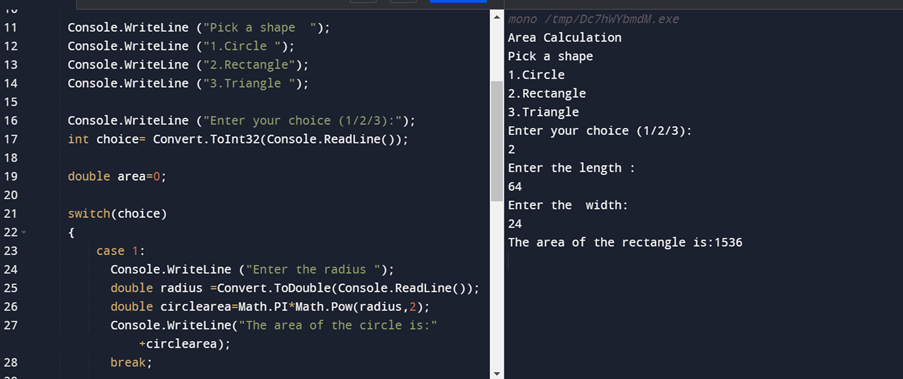 11 Console.WriteLine ("Pick a shape  ");
12 Console.WriteLine ("1.Circle ");
13 Console.WriteLine ("2.Rectangle");
14 Console.WriteLine ("3.Triangle ");
15
16 Console.WriteLine ("Enter your choice (1/2/3):");
17 int choice= Convert.ToInt32(Console.ReadLine());
18
19 double area=0;
20
21 switch(choice)
22 {
23 case 1:
24 Console.WriteLine ("Enter the radius ");
25 double radius =Convert.ToDouble(Console.ReadLine());
26 double circlearea=Math.PI*Math.Pow(radius,2);
27 Console.WriteLine("The area of the circle is:"
+circlearea);
28 break;
mono /tmp/Dc7hWYbmdM.exe
Area Calculation
Pick a shape
1.Circle
2.Rectangle
3.Triangle
Enter your choice (1/2/3):
2
Enter the length :
64
Enter the  width:
24
The area of the rectangle is:1536